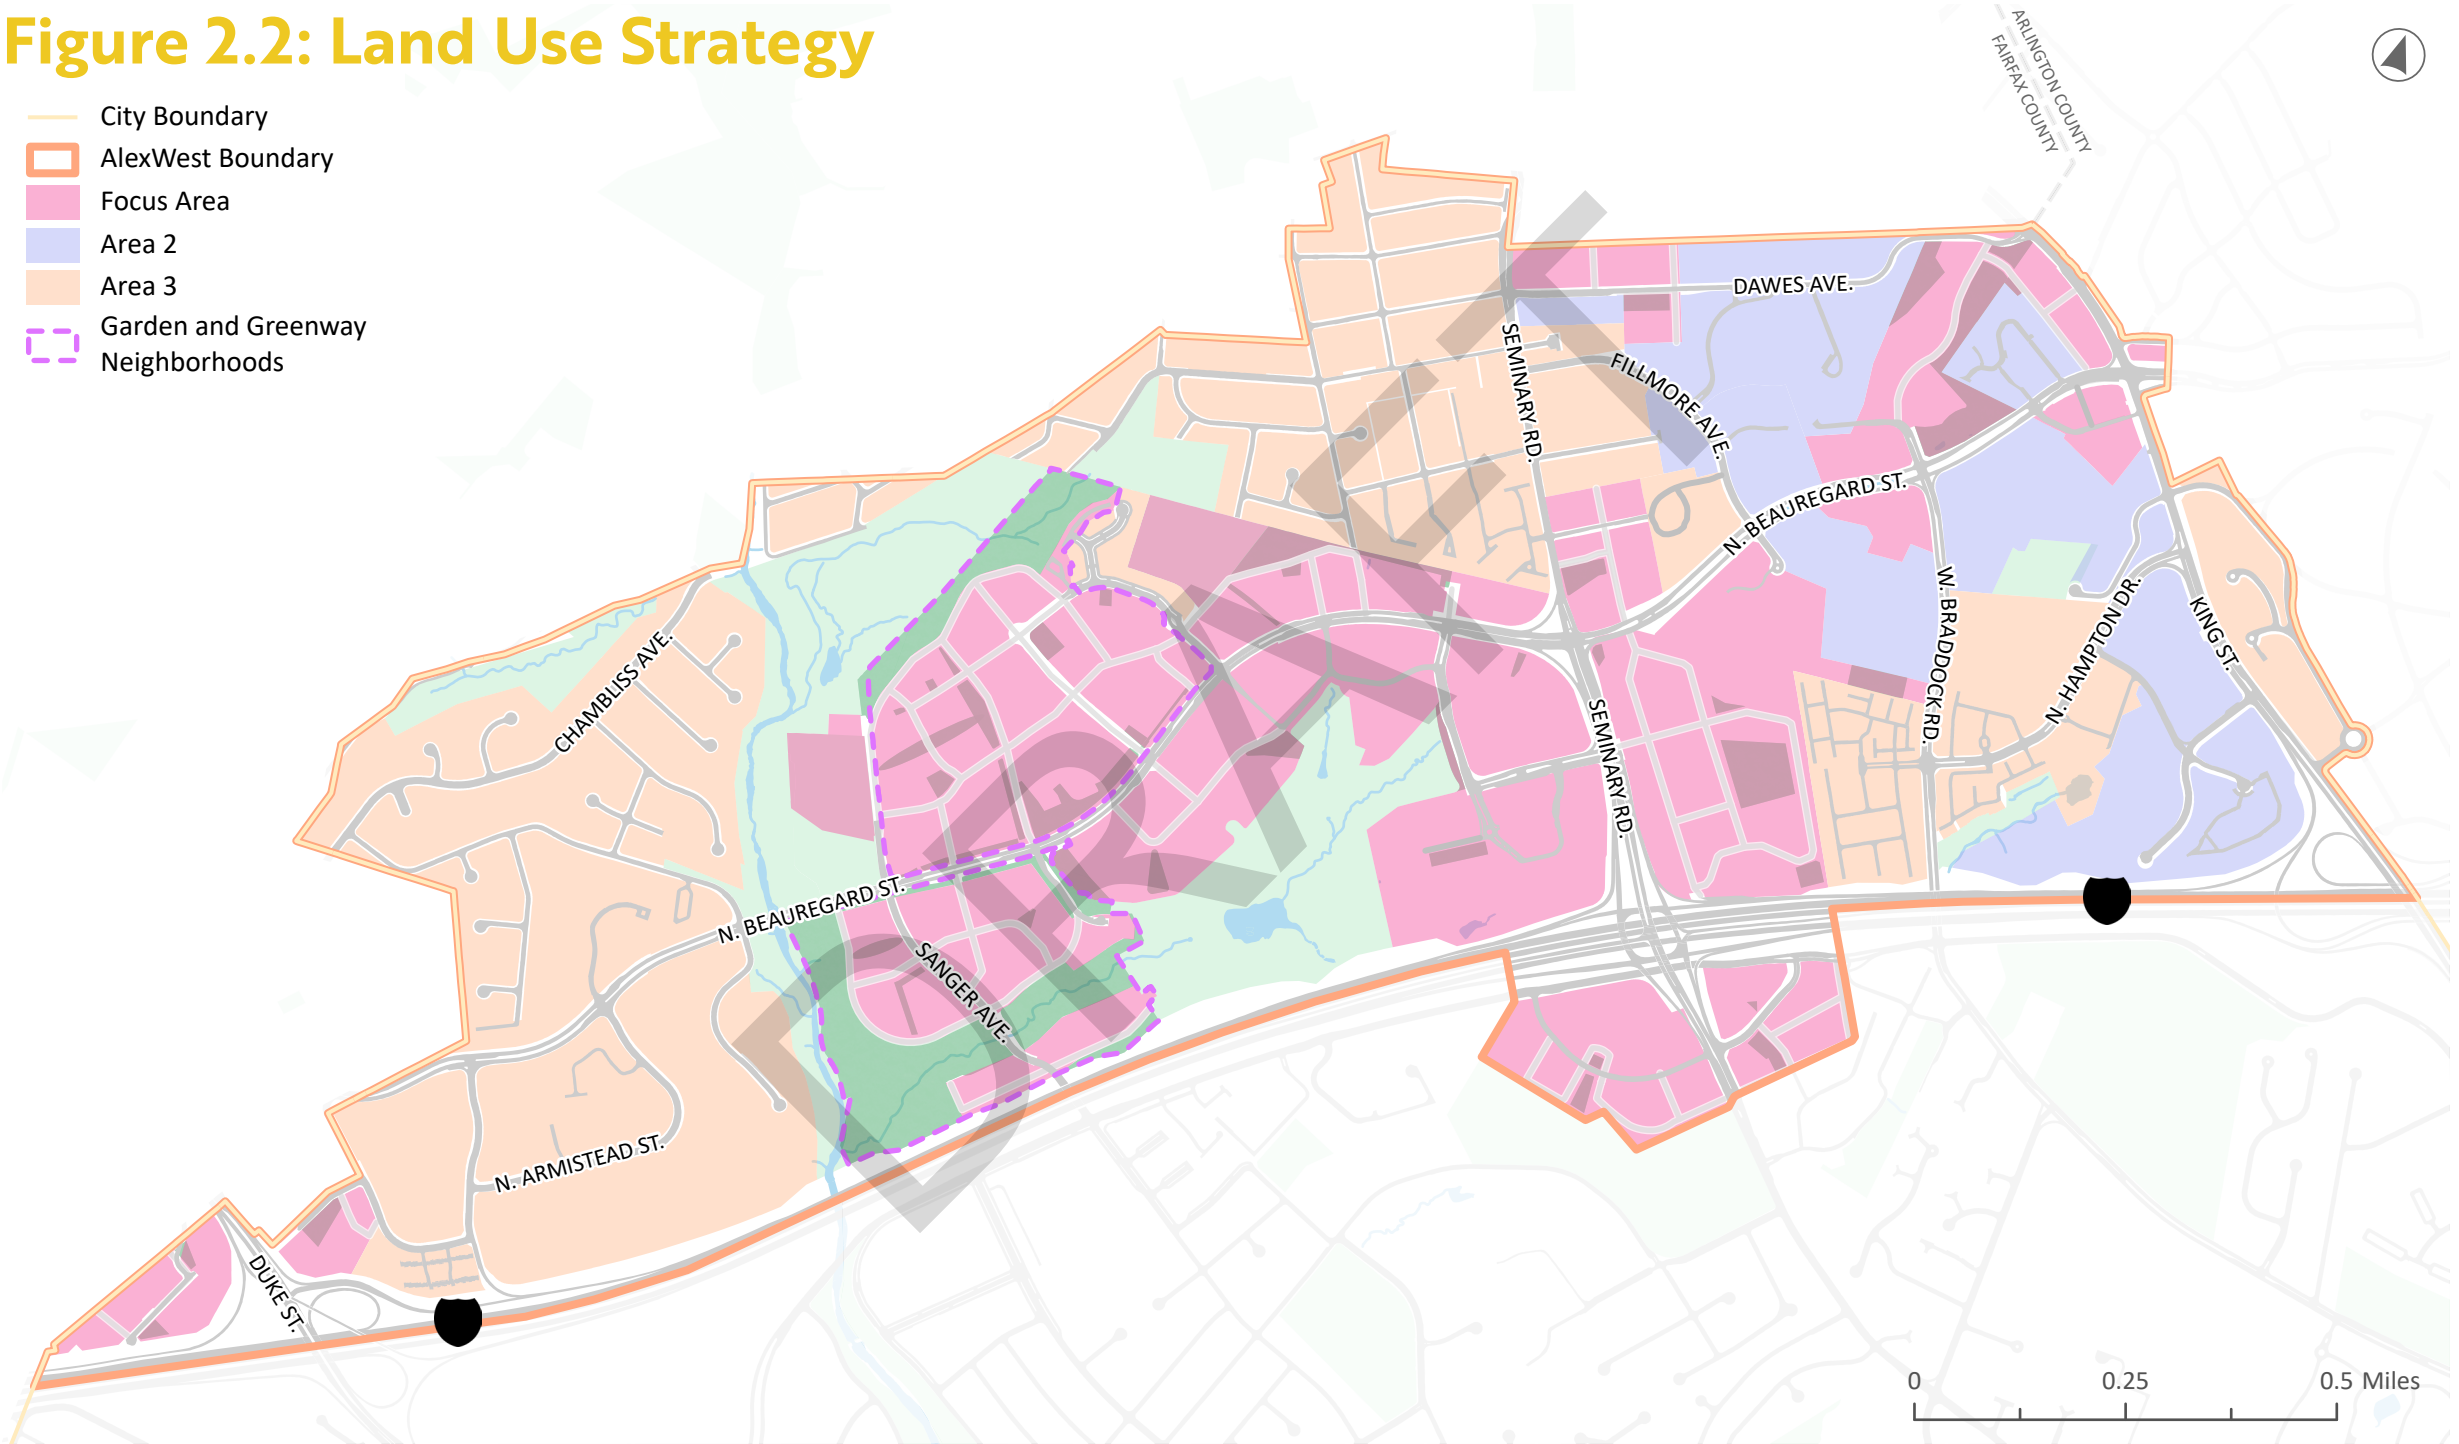 Figure 2.2: Land Use Strategy
City Boundary
AlexWest Boundary
Focus Area
Area 2
Area 3
Garden and Greenway
Neighborhoods
ARLINGTON COUNTY
FAIRFAX COUNTY
DAWES AVE.
SEMINARY RD.
FILLMORE AVE.
N. BEAUREGARD ST.
W. BRADDOCK RD.
N. HAMPTON DR.
KING ST.
CHAMBLISS AVE.
SEMINARY RD.
N. BEAUREGARD ST.
SANGER AVE.
N. ARMISTEAD ST.
DUKE ST.
DRAFT
0 0.25 0.5 Miles